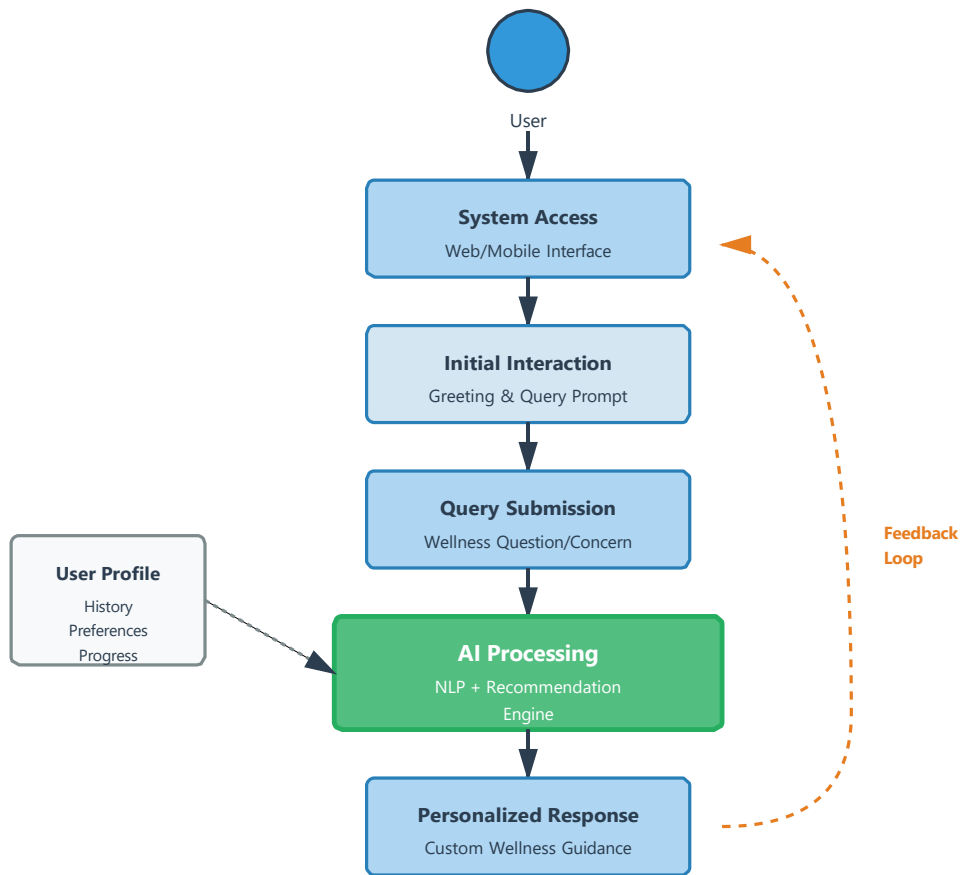 User
System Access
Web/Mobile Interface
Initial Interaction
Greeting & Query Prompt
Query Submission
Wellness Question/Concern
Feedback
Loop
User Profile
History
Preferences
Progress
AI Processing
NLP + Recommendation
Engine
Personalized Response
Custom Wellness Guidance